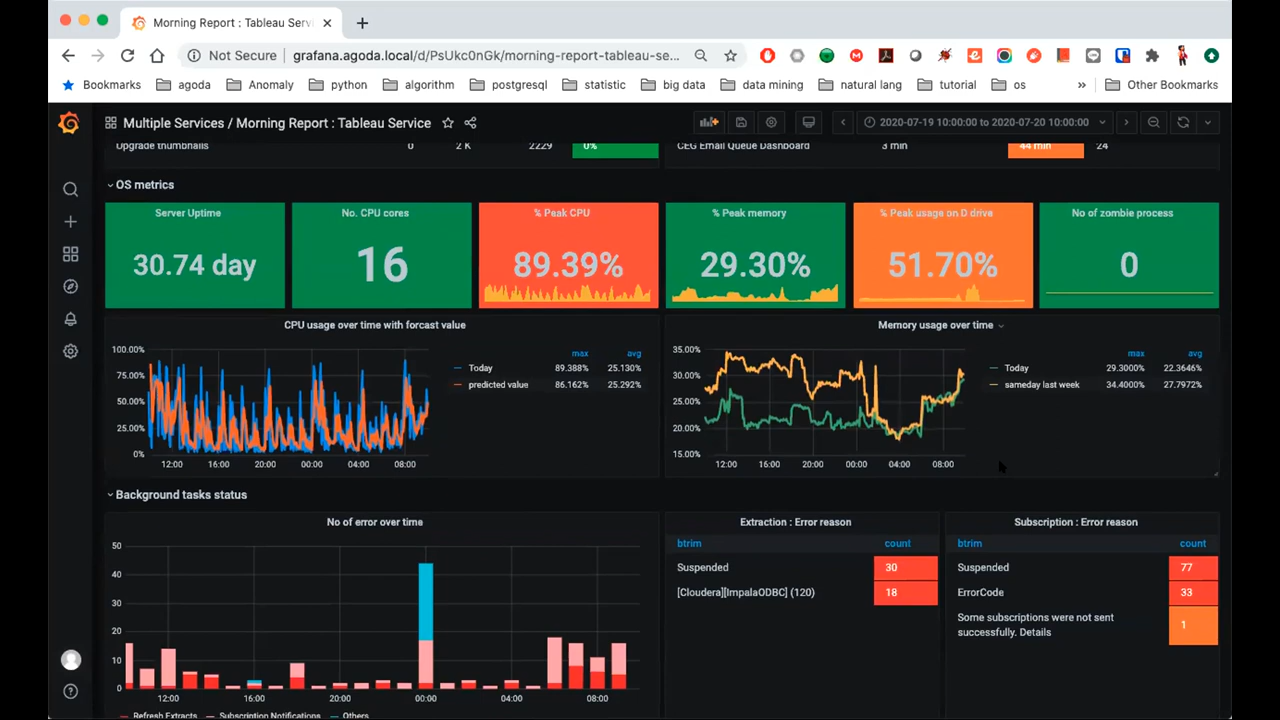 Morning Report : Tableau Servi
Not Secure
grafana.agoda.local/d/PsUkc0nGk/morning-report-tableau-se...
Bookmarks
agoda
Anomaly
python
algorithm
postgresql
statistic
big data
data mining
natural lang
tutorial
os
»
Other Bookmarks
Multiple Services / Morning Report : Tableau Service
2020-07-19 10:00:00 to 2020-07-20 10:00:00
Upgrade thumbnails 0 2 K 2229 0%
CEG Email Queue Dashboard 3 min 44 min 24
OS metrics
Server Uptime
30.74 day
No. CPU cores
16
% Peak CPU
89.39%
% Peak memory
29.30%
% Peak usage on D drive
51.70%
No of zombie process
0
CPU usage over time with forcast value
100.00%
75.00%
50.00%
25.00%
0%
12:00 16:00 20:00 00:00 04:00 08:00
max avg
Today 89.388% 25.130%
predicted value 86.162% 25.292%
Memory usage over time
35.00%
30.00%
25.00%
20.00%
15.00%
12:00 16:00 20:00 00:00 04:00 08:00
max avg
Today 29.3000% 22.3646%
sameday last week 34.4000% 27.7972%
Background tasks status
No of error over time
50
40
30
20
10
0
12:00 16:00 20:00 00:00 04:00 08:00
Refresh Extracts Subscription Notifications Others
Extraction : Error reason
btrim count
Suspended 30
[Cloudera][ImpalaODBC] (120) 18
Subscription : Error reason
btrim count
Suspended 77
ErrorCode 33
Some subscriptions were not sent
successfully. Details 1